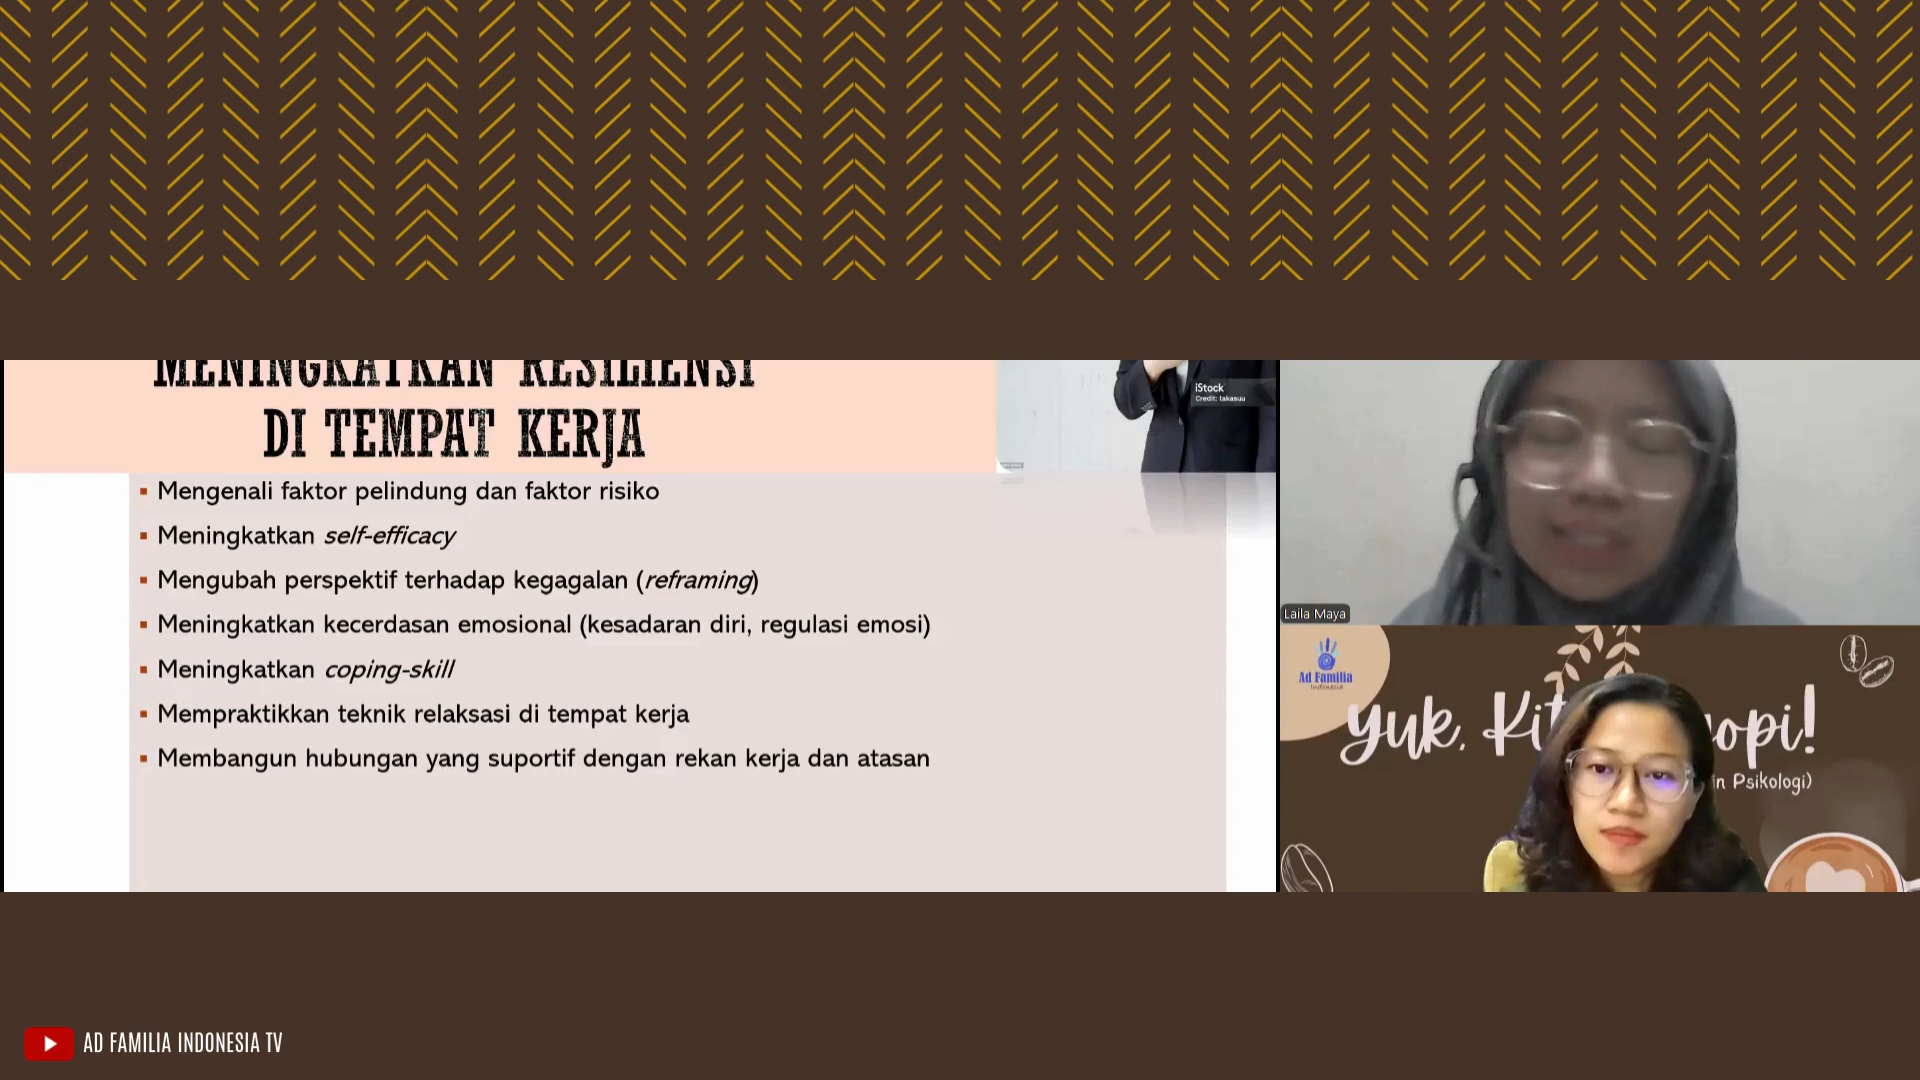 MENINGKATKAN RESILIENSI
DI TEMPAT KERJA
Mengenali faktor pelindung dan faktor risiko
Meningkatkan self-efficacy
Mengubah perspektif terhadap kegagalan (reframing)
Meningkatkan kecerdasan emosional (kesadaran diri, regulasi emosi)
Meningkatkan coping-skill
Mempraktikkan teknik relaksasi di tempat kerja
Membangun hubungan yang suportif dengan rekan kerja dan atasan
iStock
Credit: takasuu
Laila Maya
Ad Familia
Indonesia
Yuk,
Psikologi)
AD FAMILIA INDONESIA TV